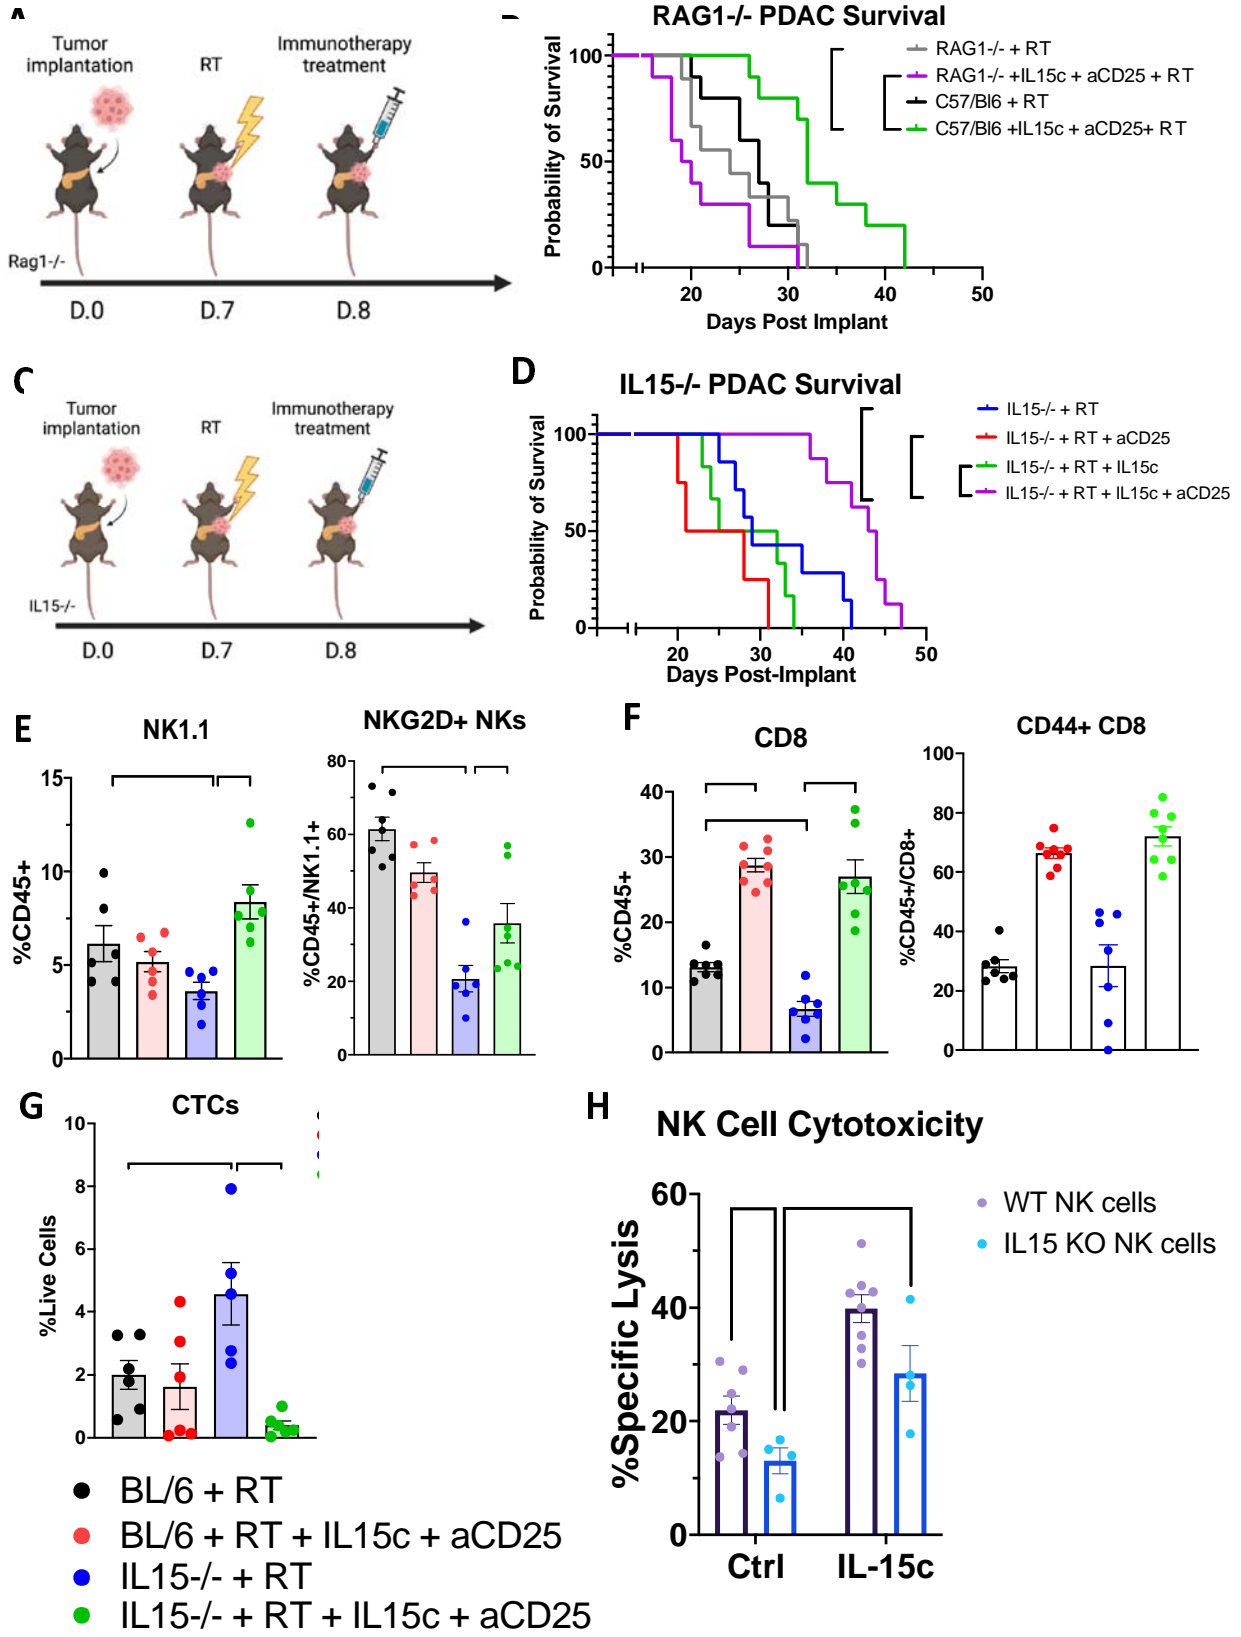 RAG1-/- PDAC Survival
Tumor
implantation
RT
Immunotherapy
treatment
Rag1-/-
D.0
D.7
D.8
Probability of Survival
100
50
0
20
30
40
50
Days Post Implant
RAG1-/- + RT
RAG1-/- +IL15c + aCD25 + RT
C57/Bl6 + RT
C57/Bl6 +IL15c + aCD25+ RT
C
Tumor
implantation
RT
Immunotherapy
treatment
IL15-/-
D.0
D.7
D.8
D
IL15-/- PDAC Survival
Probability of Survival
100
50
0
20
30
40
50
Days Post-Implant
IL15-/- + RT
IL15-/- + RT + aCD25
IL15-/- + RT + IL15c
IL15-/- + RT + IL15c + aCD25
E
NK1.1
%CD45+
15
10
5
0
NKG2D+ NKs
%CD45+/NK1.1+
80
60
40
20
0
F
CD8
%CD45+
40
30
20
10
0
CD44+ CD8
%CD45+/CD8+
100
80
60
40
20
0
G
CTCs
%Live Cells
10
8
6
4
2
0
BL/6 + RT
BL/6 + RT + IL15c + aCD25
IL15-/- + RT
IL15-/- + RT + IL15c + aCD25
H
NK Cell Cytotoxicity
%Specific Lysis
60
40
20
0
Ctrl
IL-15c
WT NK cells
IL15 KO NK cells